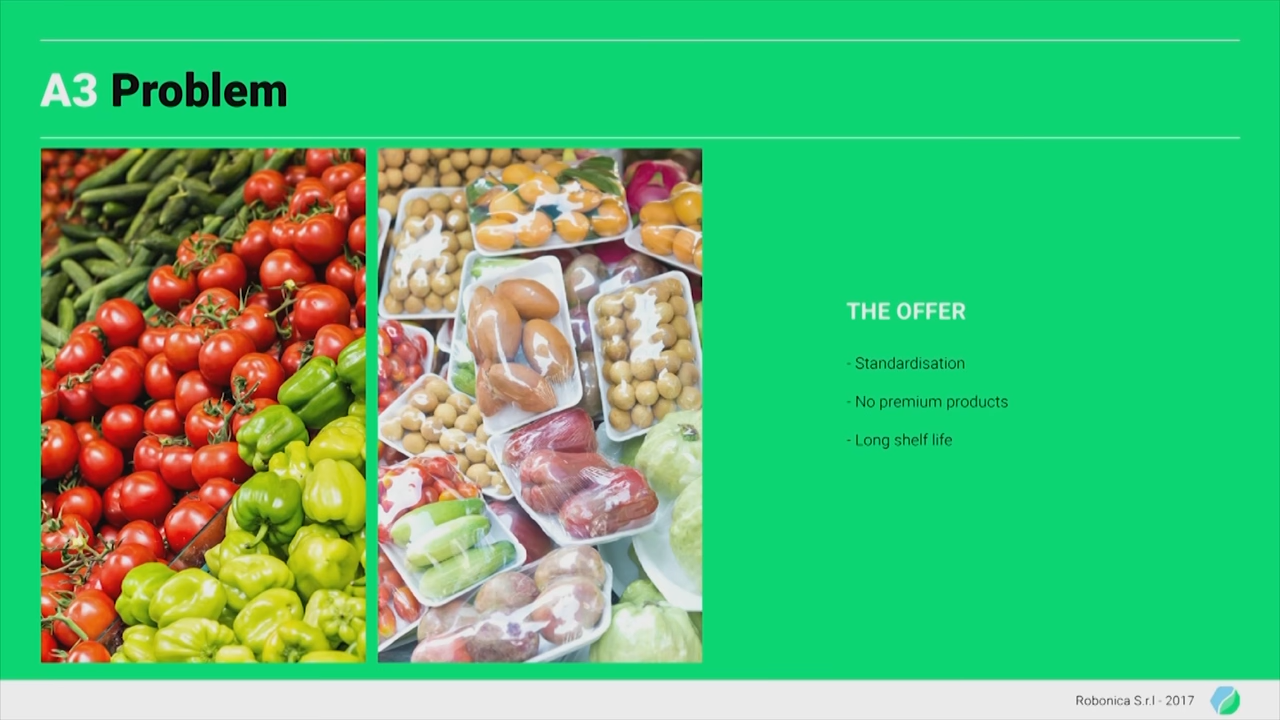 A3 Problem
THE OFFER
- Standardisation
- No premium products
- Long shelf life
Robonica S.r.l - 2017